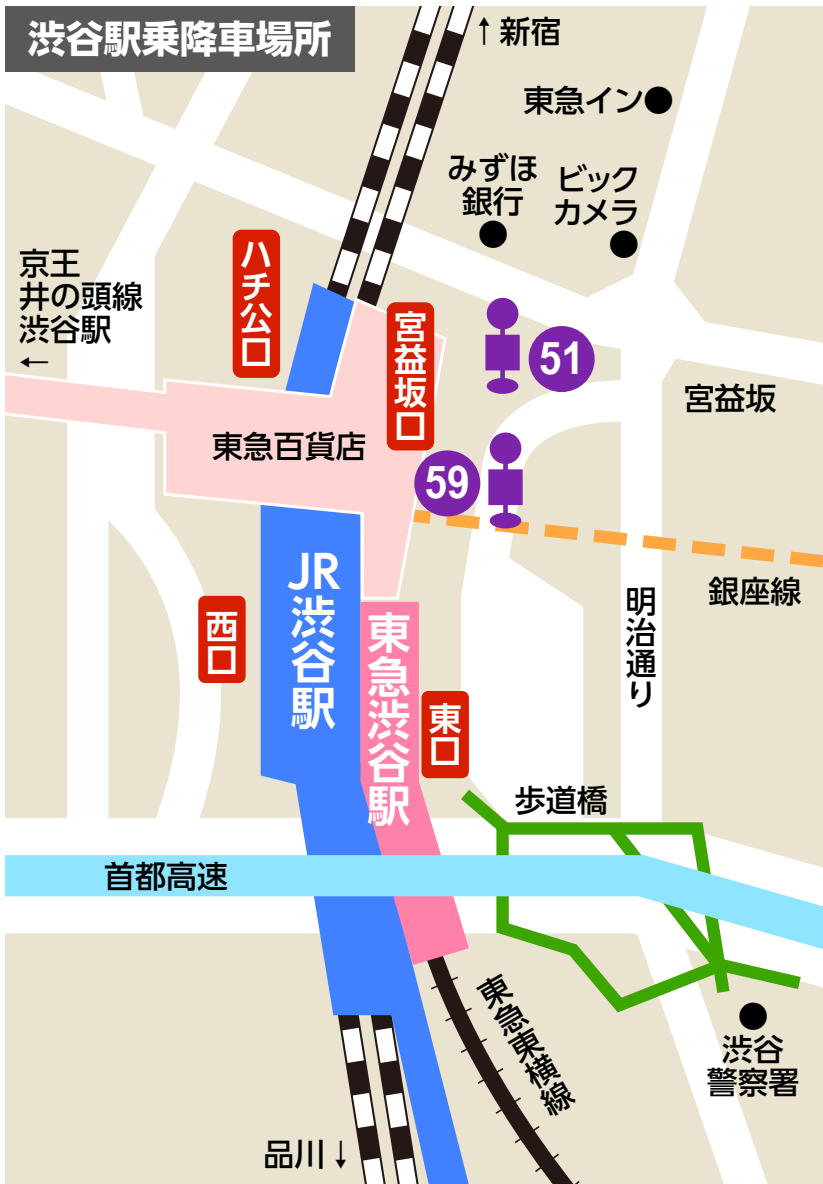 渋谷駅乗降車場所
↑新宿
東急イン
みずほ
銀行
ビック
カメラ
京王
井の頭線
渋谷駅
←
ハチ公口
宮益坂口
51
宮益坂
東急百貨店
59
銀座線
明治通り
西口
JR
渋谷駅
東急渋谷駅
東口
歩道橋
首都高速
東急東横線
渋谷
警察署
品川↓